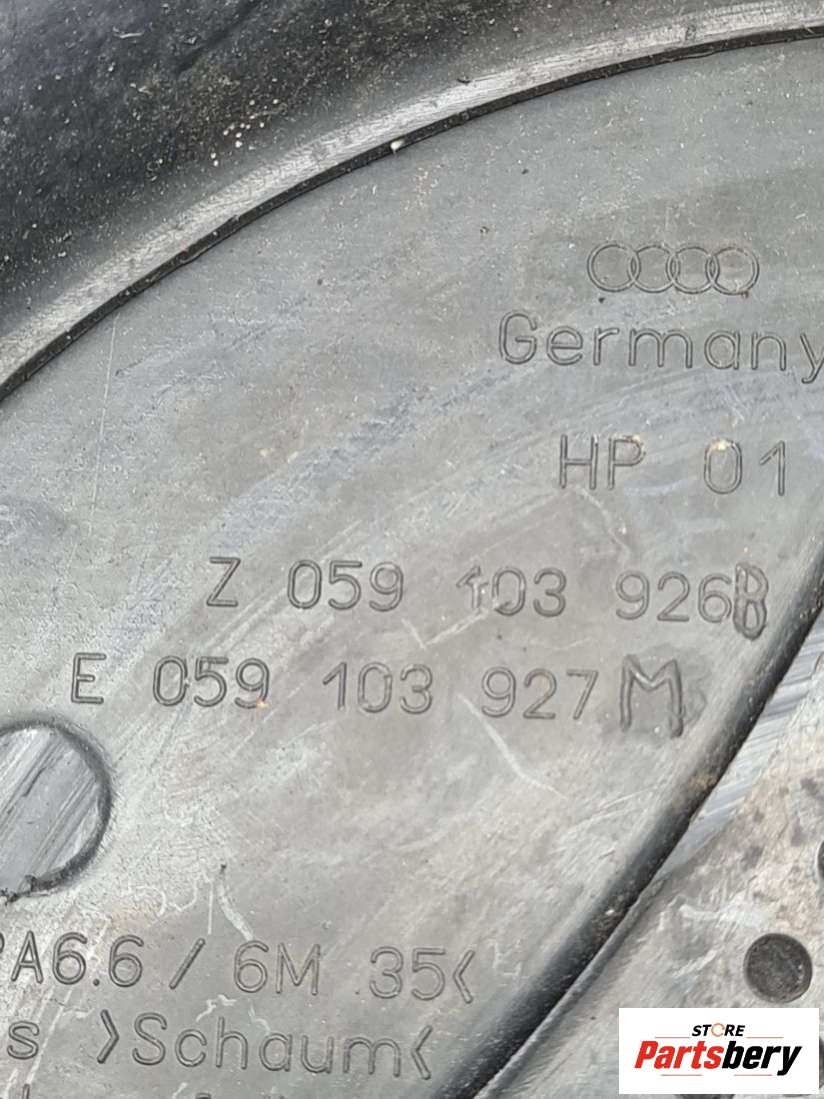 Germany
HP 01
Z 059 103 926B
E 059 103 927M
PA6.6 / 6M 35<
s >Schaum<
STORE
Partsbery